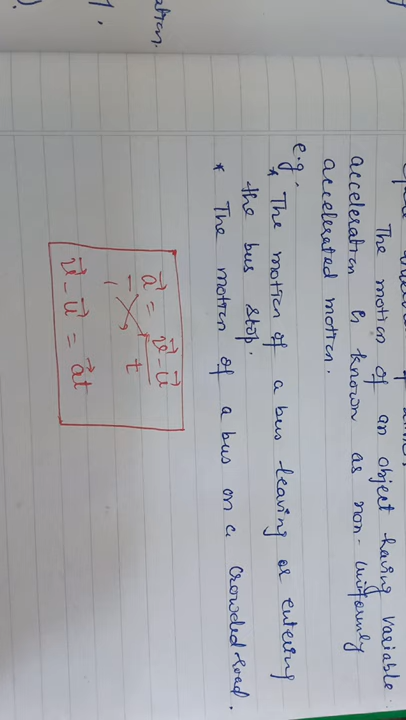 The motion of an object having variable
acceleration is known as non-uniformly
accelerated motion.
e.g.
* The motion of a bus leaving or entering
the bus stop.
* The motion of a bus on a crowded road.
a⃗ = v⃗ - u⃗
t
v⃗ - u⃗ = a⃗t